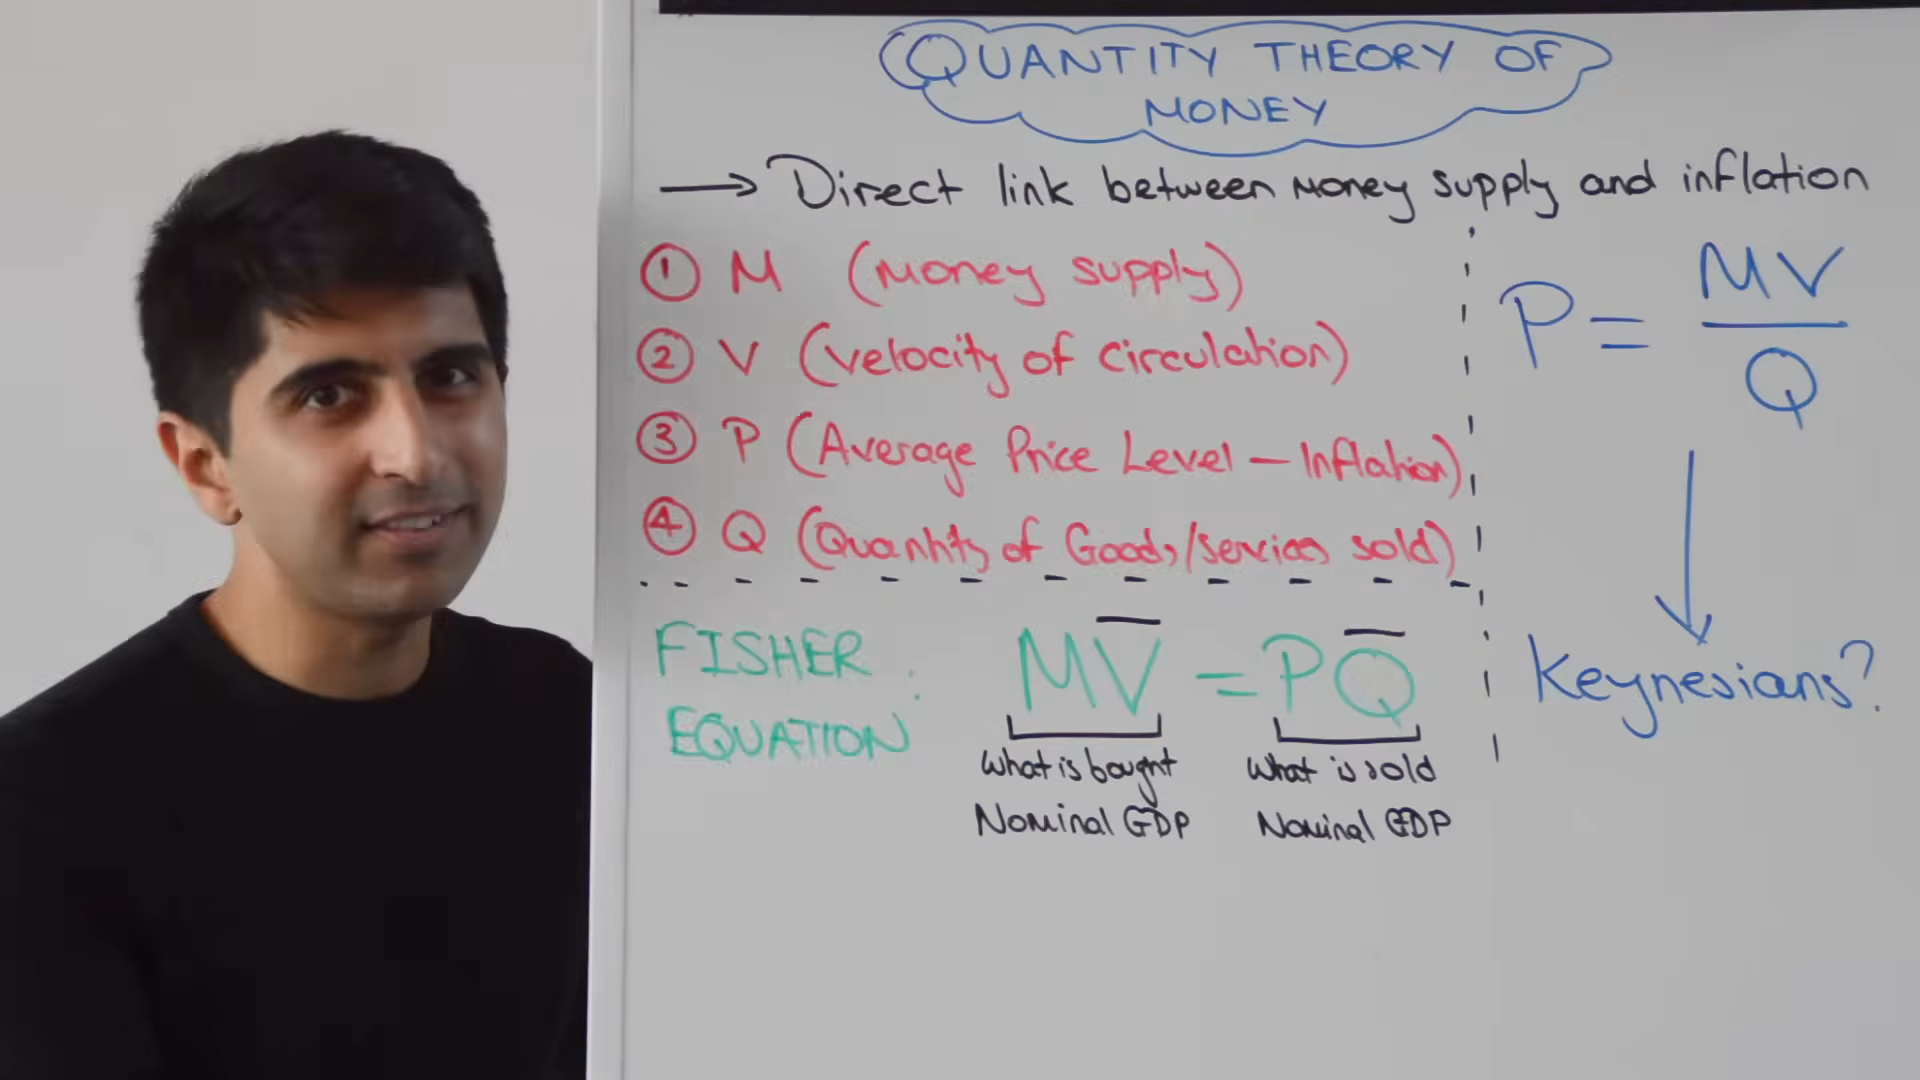 QUANTITY THEORY OF
MONEY
→ Direct link between Money supply and inflation
① M (Money supply)
② V (Velocity of circulation)
③ P (Average Price Level – Inflation)
④ Q (Quantity of Goods/services sold)
P = MV
Q
Keynesians?
FISHER
EQUATION:
MV̅ = PQ̅
What is bought
Nominal GDP
What is sold
Nominal GDP